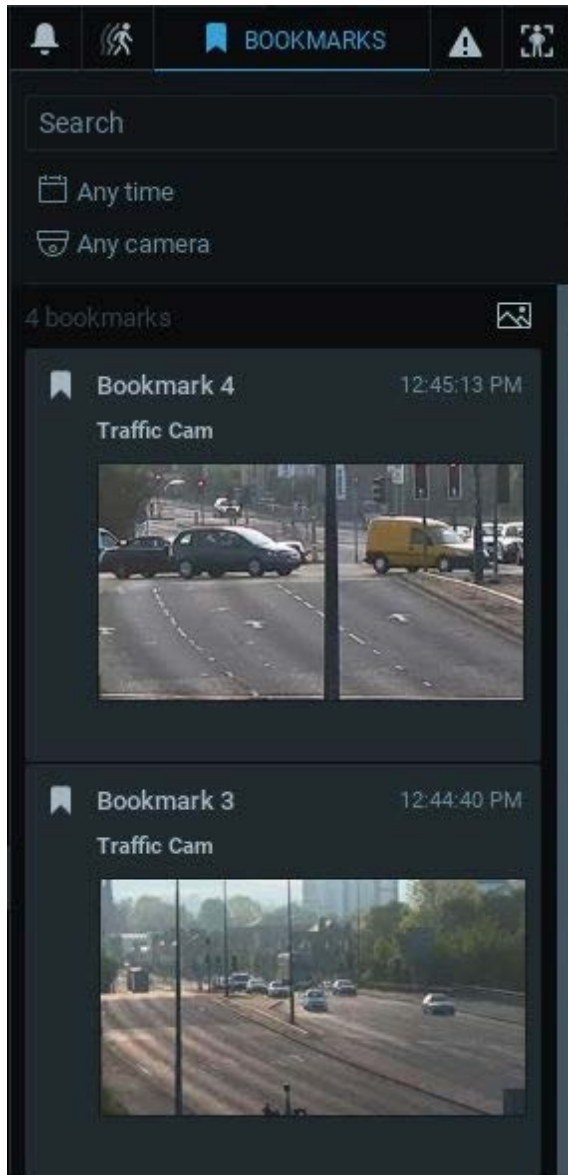 BOOKMARKS
Search
Any time
Any camera
4 bookmarks
Bookmark 4 12:45:13 PM
Traffic Cam
Bookmark 3 12:44:40 PM
Traffic Cam